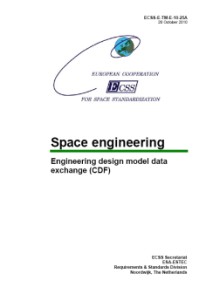 ECSS-E-TM-E-10-25A
20 October 2010
EUROPEAN COOPERATION
ECSS
FOR SPACE STANDARDIZATION
Space engineering
Engineering design model data
exchange (CDF)
ECSS Secretariat
ESA-ESTEC
Requirements & Standards Division
Noordwijk, The Netherlands